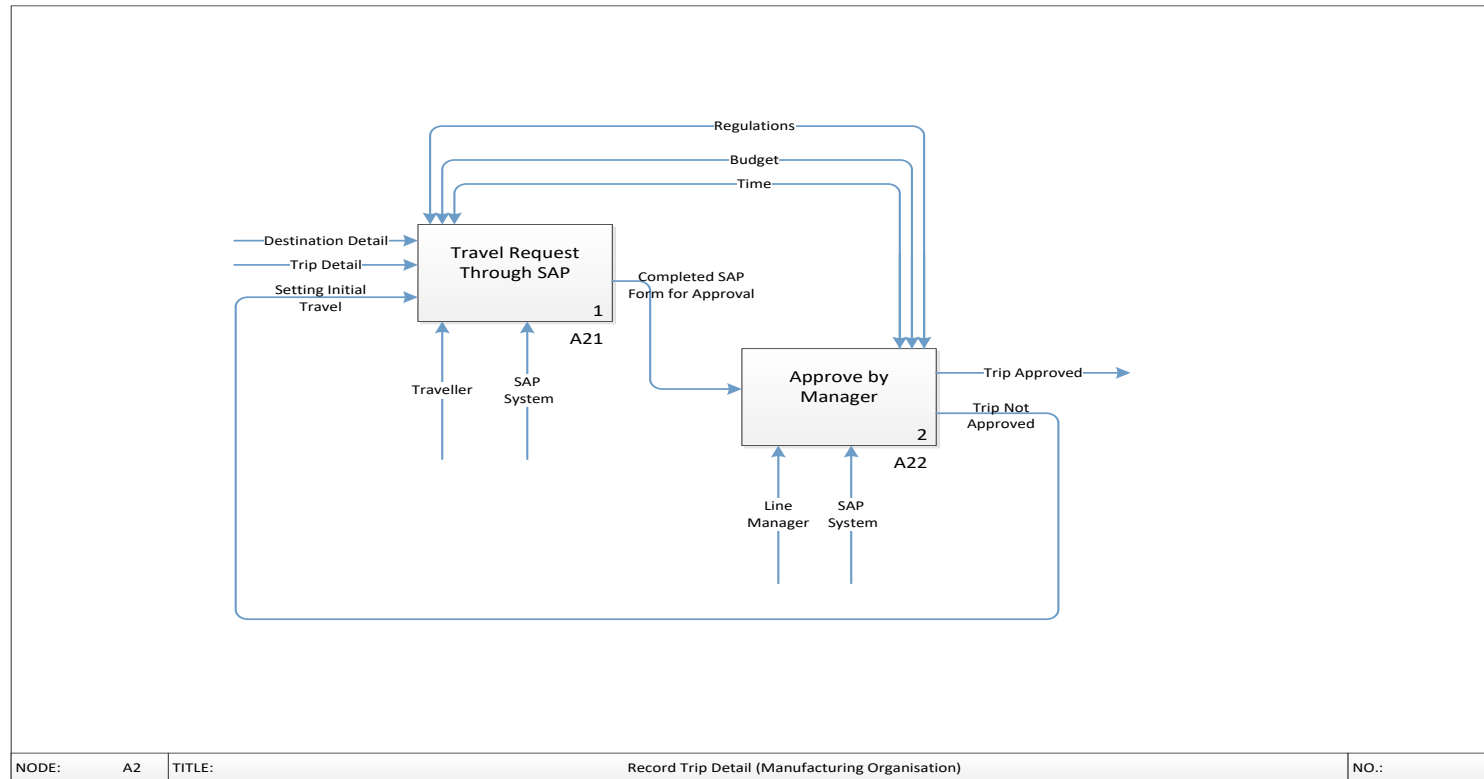 Regulations
Budget
Time
Destination Detail
Trip Detail
Setting Initial
Travel
Travel Request
Through SAP
1
A21
Completed SAP
Form for Approval
Traveller
SAP
System
Approve by
Manager
2
A22
Trip Approved
Trip Not
Approved
Line
Manager
SAP
System
NODE: A2 TITLE: Record Trip Detail (Manufacturing Organisation) NO.: